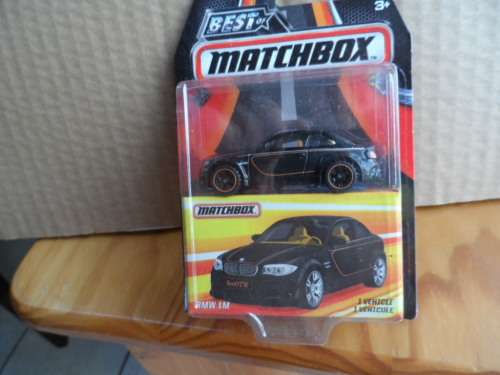 BEST OF
3+
MATCHBOX
MATCHBOX
BMW 1M
1 VEHICLE
1 VÉHICULE